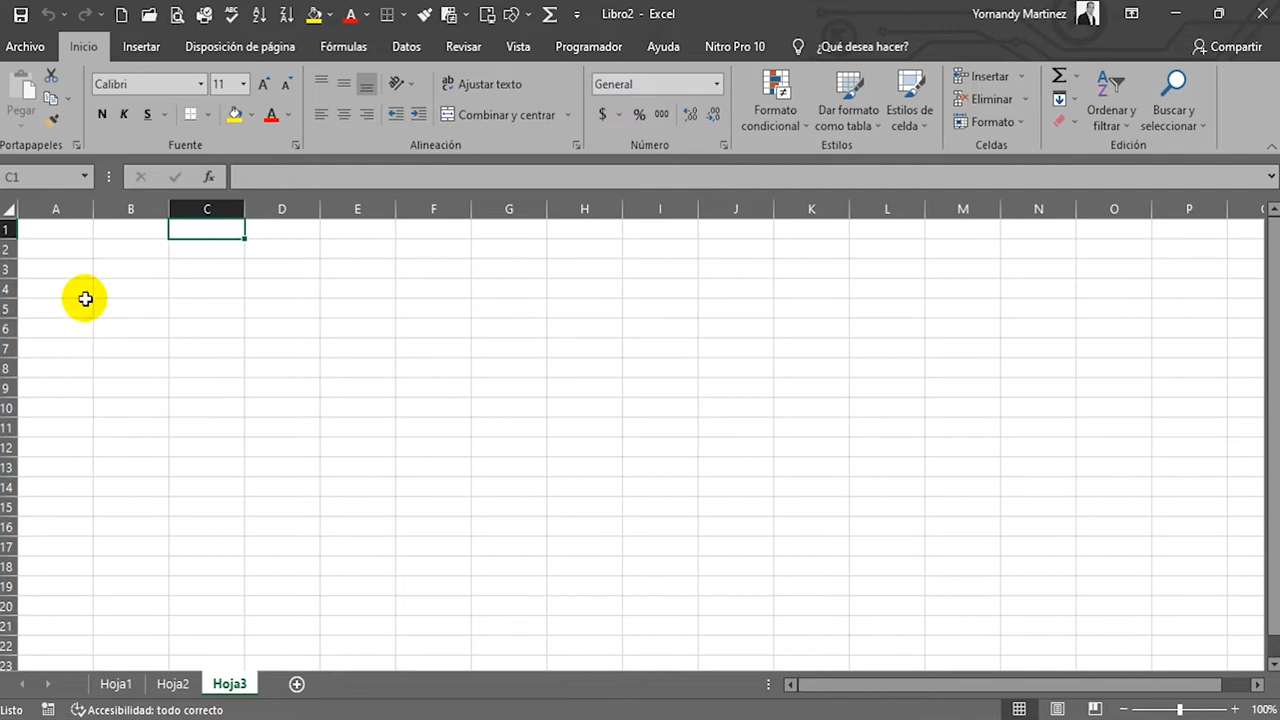 Libro2 - Excel
Yornandy Martinez
Archivo Inicio Insertar Disposición de página Fórmulas Datos Revisar Vista Programador Ayuda Nitro Pro 10 ¿Qué desea hacer? Compartir
Pegar
Calibri 11
N K S
Ajustar texto
Combinar y centrar
General
$ % 000
Formato condicional
Dar formato como tabla
Estilos de celda
Insertar
Eliminar
Formato
Ordenar y filtrar
Buscar y seleccionar
Portapapeles Fuente Alineación Número Estilos Celdas Edición
C1 fx
A B C D E F G H I J K L M N O P
1
2
3
4
5
6
7
8
9
10
11
12
13
14
15
16
17
18
19
20
21
22
23
Hoja1 Hoja2 Hoja3
Listo Accesibilidad: todo correcto 100%